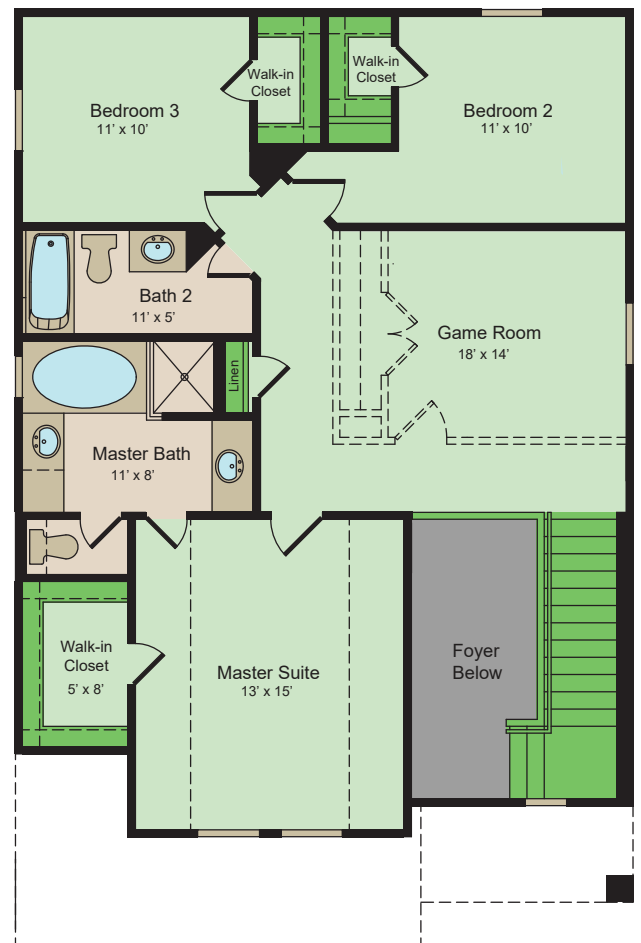 Walk-in
Closet
Walk-in
Closet
Bedroom 3
11’ x 10’
Bedroom 2
11’ x 10’
Bath 2
11’ x 5’
Game Room
18’ x 14’
Linen
Master Bath
11’ x 8’
Walk-in
Closet
5’ x 8’
Master Suite
13’ x 15’
Foyer
Below